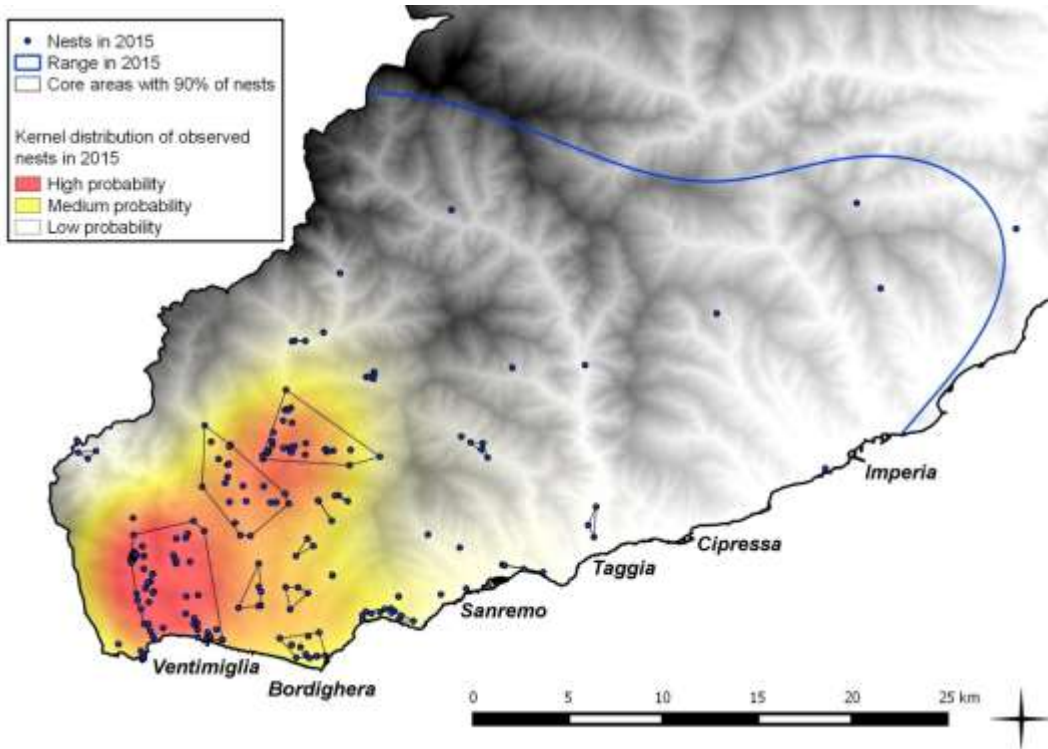 Nests in 2015
Range in 2015
Core areas with 90% of nests
Kernel distribution of observed
nests in 2015
High probability
Medium probability
Low probability
Imperia
Cipressa
Taggia
Sanremo
Ventimiglia
Bordighera
0 5 10 15 20 25 km